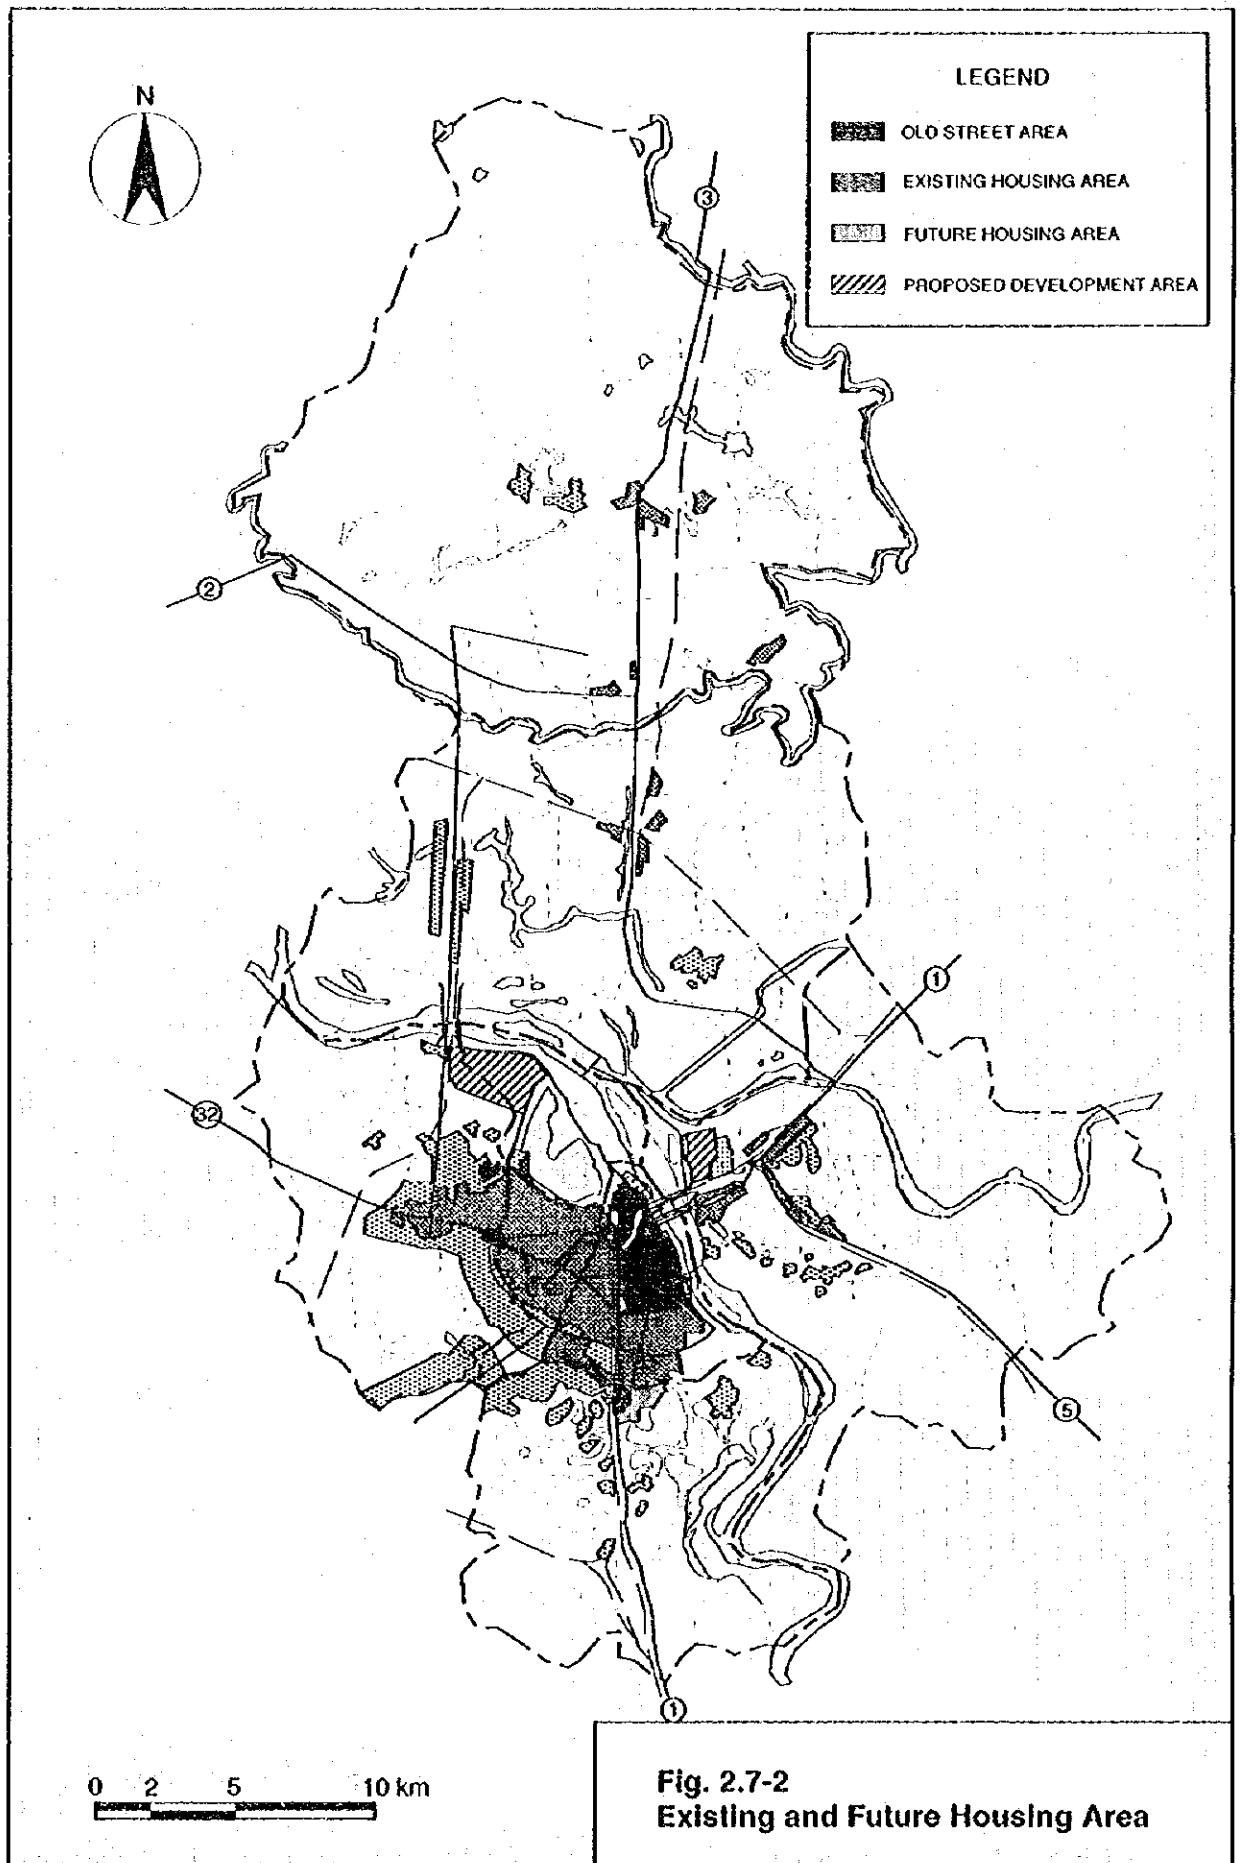 N
LEGEND
OLD STREET AREA
EXISTING HOUSING AREA
FUTURE HOUSING AREA
PROPOSED DEVELOPMENT AREA
3
2
1
32
5
1
0 2 5 10 km
Fig. 2.7-2
Existing and Future Housing Area